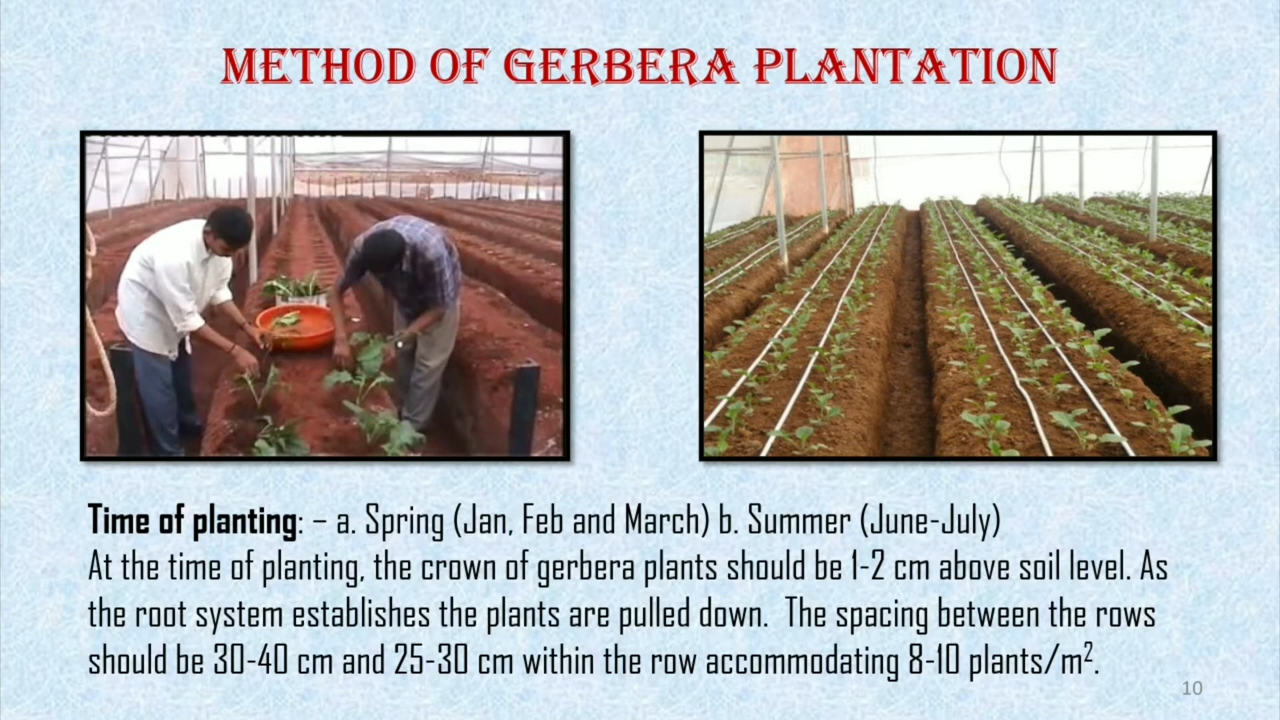 METHOD OF GERBERA PLANTATION
Time of planting: – a. Spring (Jan, Feb and March) b. Summer (June-July)
At the time of planting, the crown of gerbera plants should be 1-2 cm above soil level. As
the root system establishes the plants are pulled down.  The spacing between the rows
should be 30-40 cm and 25-30 cm within the row accommodating 8-10 plants/m².
10